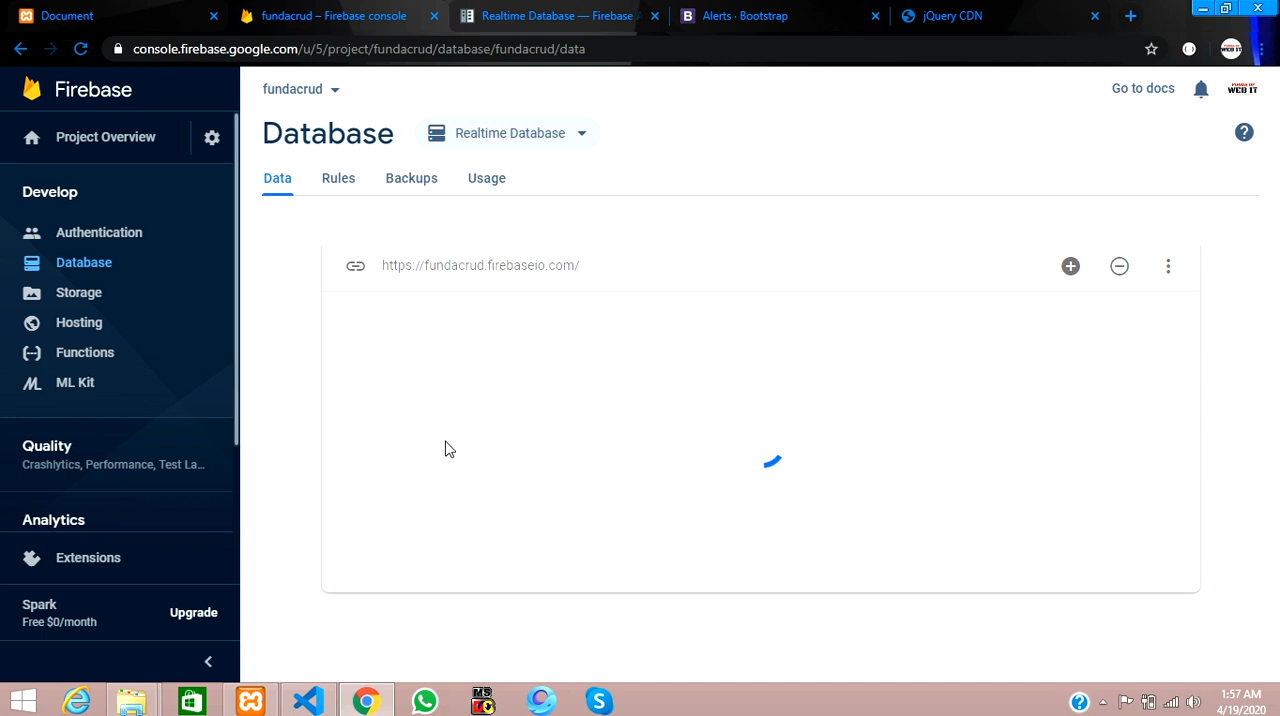 Document
fundacrud – Firebase console
Realtime Database — Firebase
Alerts · Bootstrap
jQuery CDN
console.firebase.google.com/u/5/project/fundacrud/database/fundacrud/data
Firebase
fundacrud
Go to docs
WEB IT
Project Overview
Database
Realtime Database
Data
Rules
Backups
Usage
Develop
Authentication
Database
Storage
Hosting
Functions
ML Kit
https://fundacrud.firebaseio.com/
Quality
Crashlytics, Performance, Test La...
Analytics
Extensions
Spark
Free $0/month
Upgrade
1:57 AM
4/19/2020